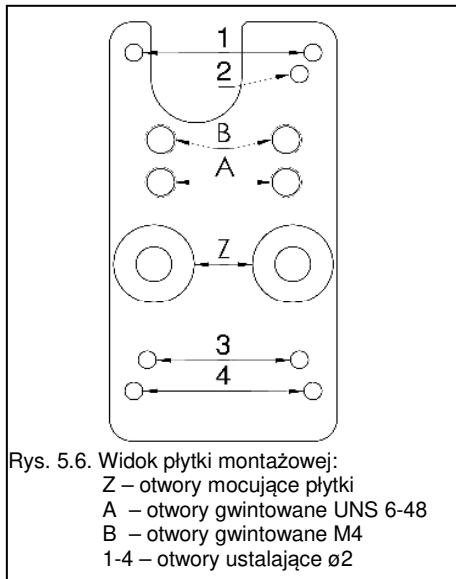 1
2
B
A
Z
3
4
Rys. 5.6. Widok płytki montażowej:
Z – otwory mocujące płytki
A – otwory gwintowane UNS 6-48
B – otwory gwintowane M4
1-4 – otwory ustalające ø2